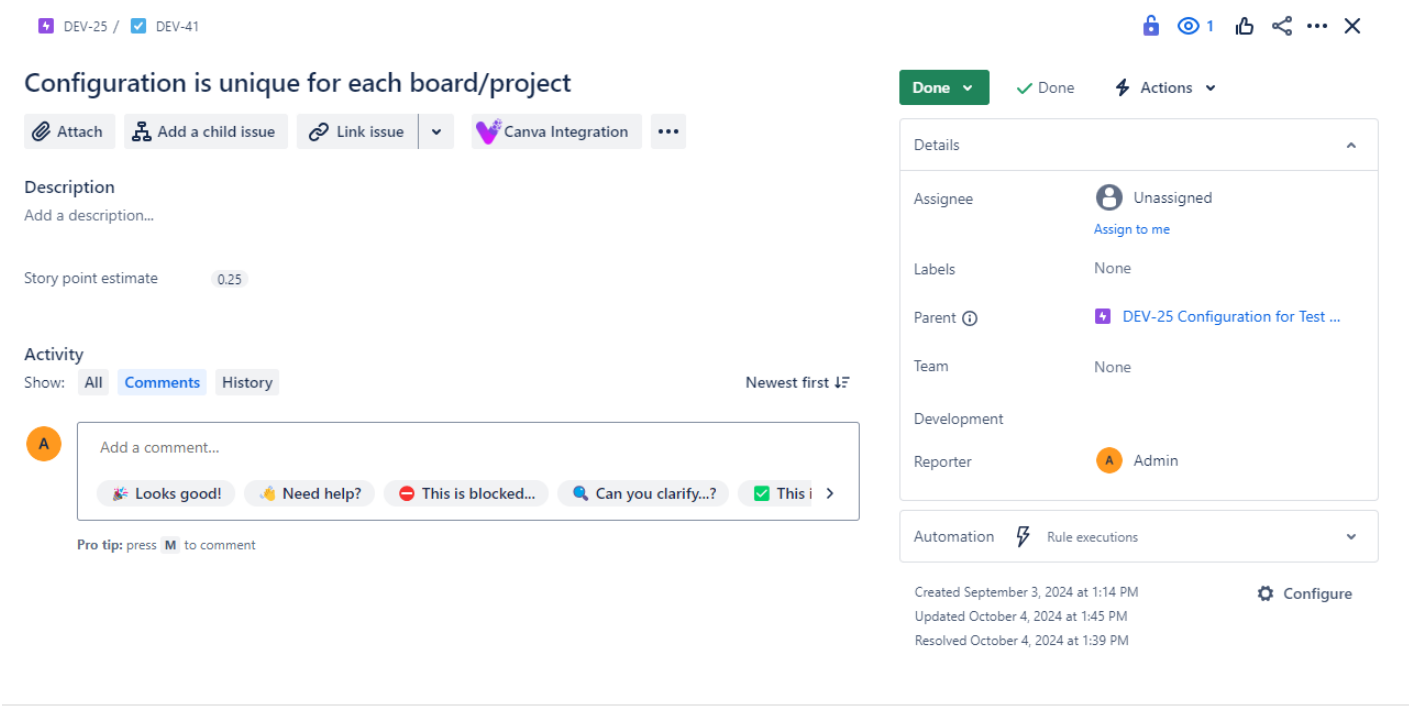 DEV-25 / DEV-41
1
Configuration is unique for each board/project
Attach
Add a child issue
Link issue
Canva Integration
Description
Add a description...
Story point estimate 0.25
Activity
Show: All Comments History
Newest first
A
Add a comment...
Looks good!
Need help?
This is blocked...
Can you clarify...?
This i
Pro tip: press M to comment
Done
Done
Actions
Details
Assignee Unassigned
Assign to me
Labels None
Parent DEV-25 Configuration for Test ...
Team None
Development
Reporter A Admin
Automation Rule executions
Created September 3, 2024 at 1:14 PM
Configure
Updated October 4, 2024 at 1:45 PM
Resolved October 4, 2024 at 1:39 PM